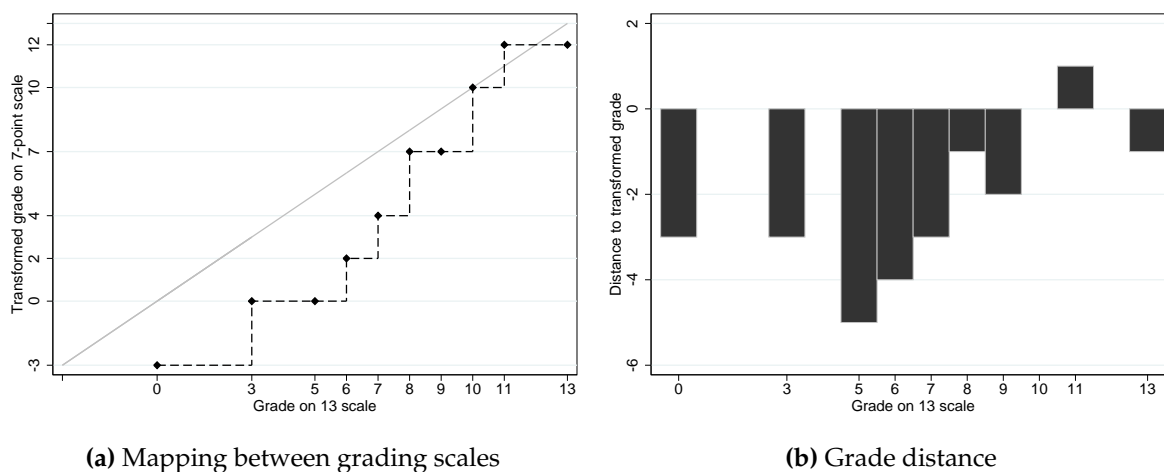 Transformed grade on 7-point scale
12
10
7
4
2
0
-3
0 3 5 6 7 8 9 10 11 13
Grade on 13 scale
(a) Mapping between grading scales
Distance to transformed grade
2
0
-2
-4
-6
0 3 5 6 7 8 9 10 11 13
Grade on 13 scale
(b) Grade distance